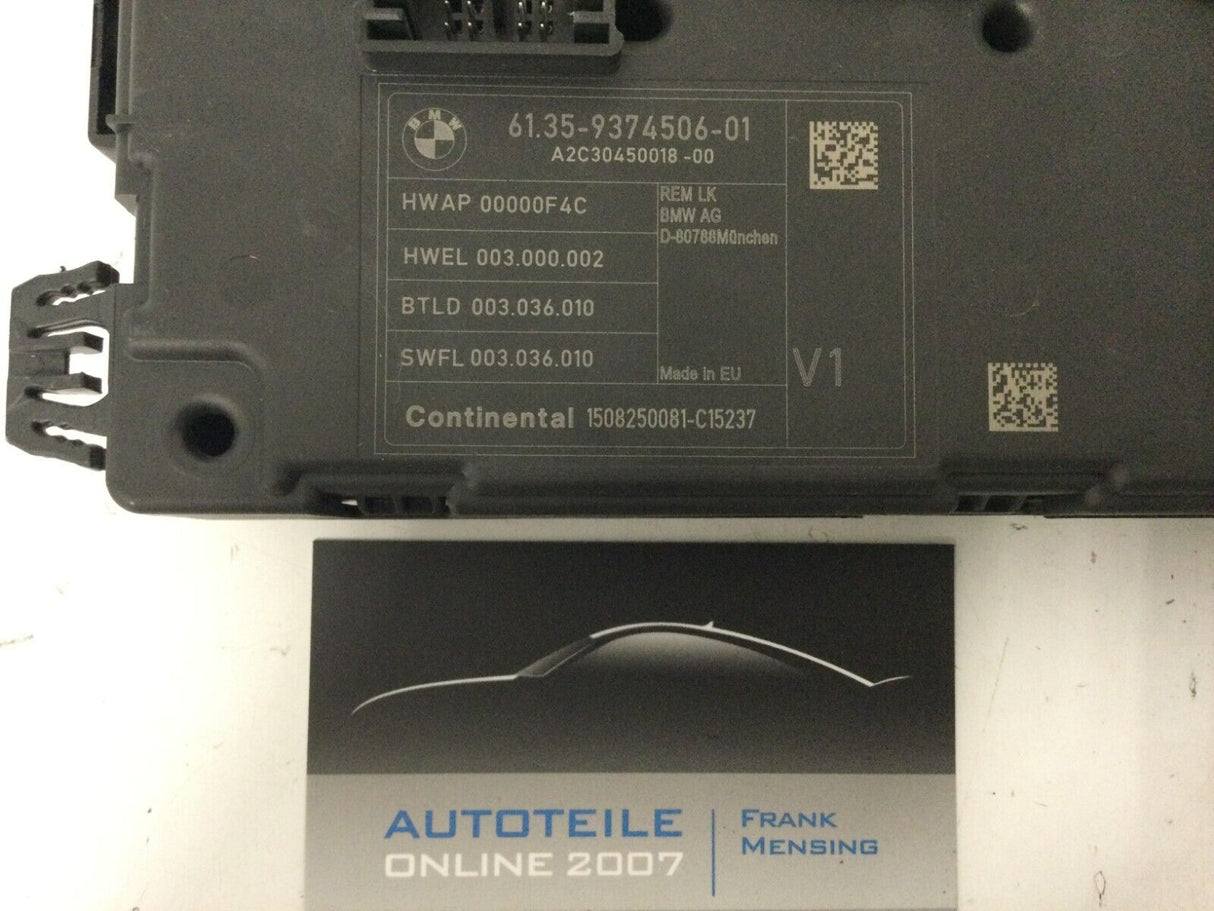 BMW
61.35-9374506-01
A2C30450018 -00
HWAP 00000F4C
REM LK
BMW AG
D-80788München
HWEL 003.000.002
BTLD 003.036.010
SWFL 003.036.010
Made in EU
V1
Continental 1508250081-C15237
AUTOTEILE
ONLINE 2007
FRANK
MENSING